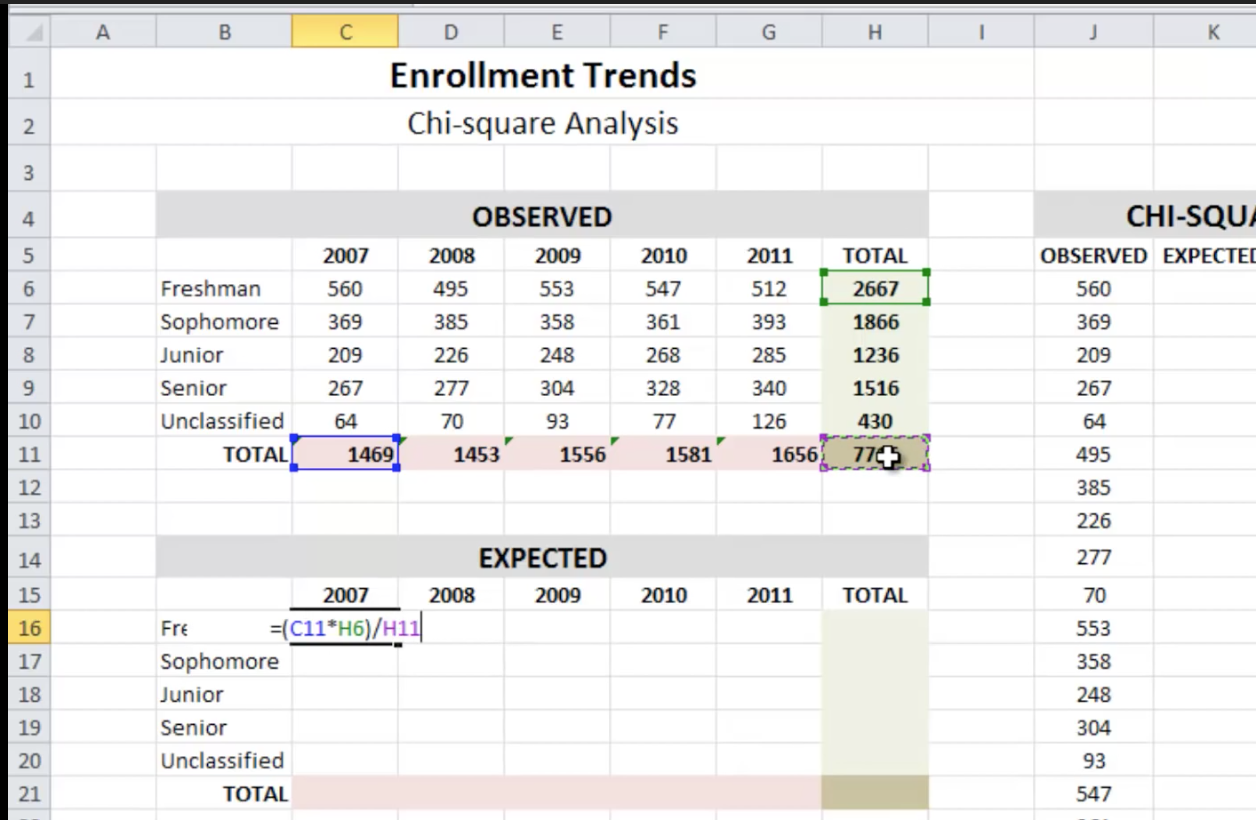 A B C D E F G H I J K
1 Enrollment Trends
2 Chi-square Analysis
3
4 OBSERVED
5 2007 2008 2009 2010 2011 TOTAL OBSERVED EXPECTED
6 Freshman 560 495 553 547 512 2667 560
7 Sophomore 369 385 358 361 393 1866 369
8 Junior 209 226 248 268 285 1236 209
9 Senior 267 277 304 328 340 1516 267
10 Unclassified 64 70 93 77 126 430 64
11 TOTAL 1469 1453 1556 1581 1656 495
12 385
13 226
14 EXPECTED 277
15 2007 2008 2009 2010 2011 TOTAL 70
16 =(C11*H6)/H11 553
17 Sophomore 358
18 Junior 248
19 Senior 304
20 Unclassified 93
21 TOTAL 547